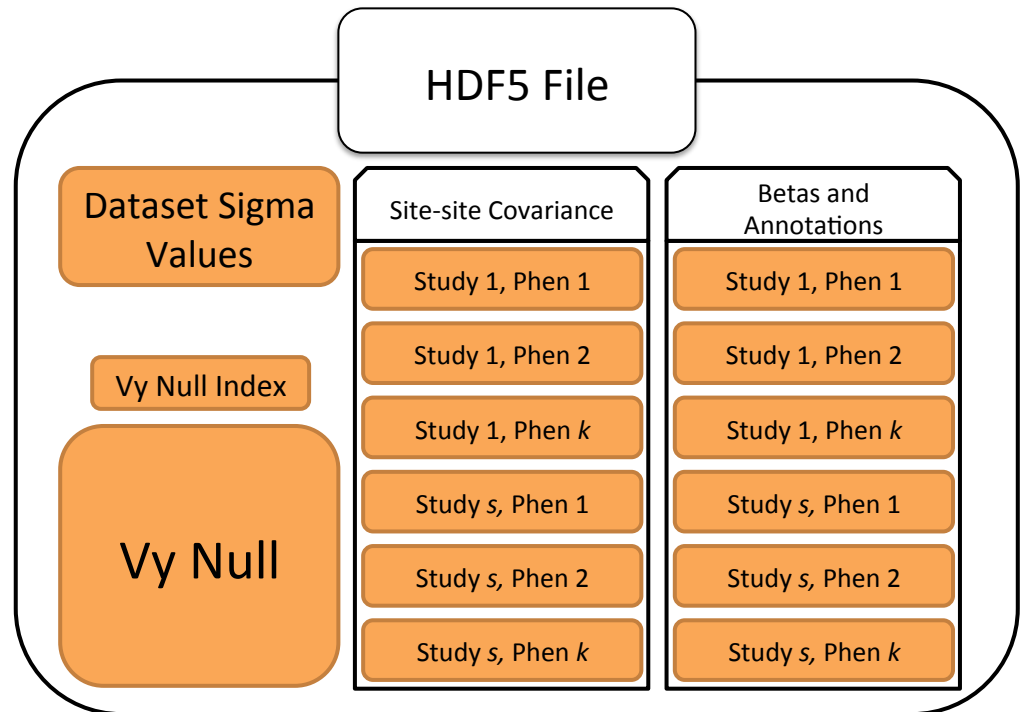 HDF5 File
Dataset Sigma
Values
Vy Null Index
Vy Null
Site-site Covariance
Study 1, Phen 1
Study 1, Phen 2
Study 1, Phen k
Study s, Phen 1
Study s, Phen 2
Study s, Phen k
Betas and
Annotations
Study 1, Phen 1
Study 1, Phen 2
Study 1, Phen k
Study s, Phen 1
Study s, Phen 2
Study s, Phen k